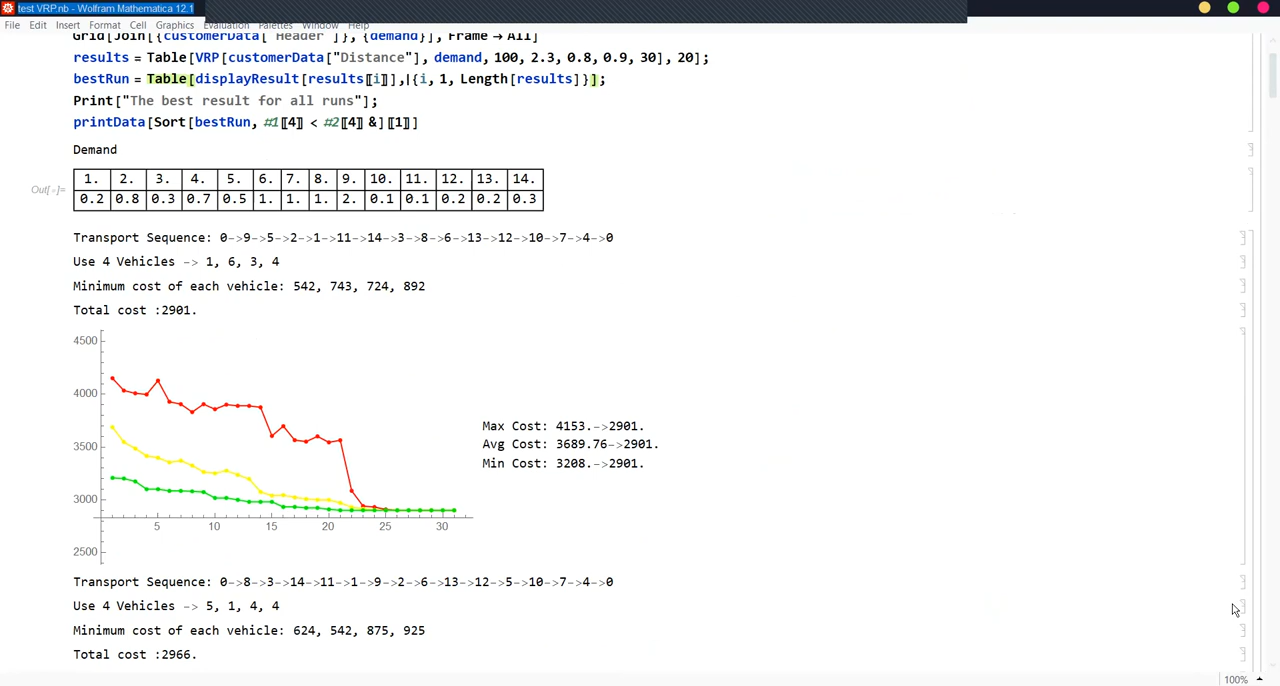 test VRP.nb - Wolfram Mathematica 12.1
File Edit Insert Format Cell Graphics Evaluation Palettes Window Help
Grid[Join[{customerData["Header"]}, {demand}], Frame → All]
results = Table[VRP[customerData["Distance"], demand, 100, 2.3, 0.8, 0.9, 30], 20];
bestRun = Table[displayResult[results〚i〛],{i, 1, Length[results]}];
Print["The best result for all runs"];
printData[Sort[bestRun, #1〚4〛 < #2〚4〛 &]〚1〛]
Demand
Out[=]=
1. 2. 3. 4. 5. 6. 7. 8. 9. 10. 11. 12. 13. 14.
0.2 0.8 0.3 0.7 0.5 1. 1. 1. 2. 0.1 0.1 0.2 0.2 0.3
Transport Sequence: 0->9->5->2->1->11->14->3->8->6->13->12->10->7->4->0
Use 4 Vehicles -> 1, 6, 3, 4
Minimum cost of each vehicle: 542, 743, 724, 892
Total cost :2901.
4500
4000
3500
3000
2500
5 10 15 20 25 30
Max Cost: 4153.->2901.
Avg Cost: 3689.76->2901.
Min Cost: 3208.->2901.
Transport Sequence: 0->8->3->14->11->1->9->2->6->13->12->5->10->7->4->0
Use 4 Vehicles -> 5, 1, 4, 4
Minimum cost of each vehicle: 624, 542, 875, 925
Total cost :2966.
100%